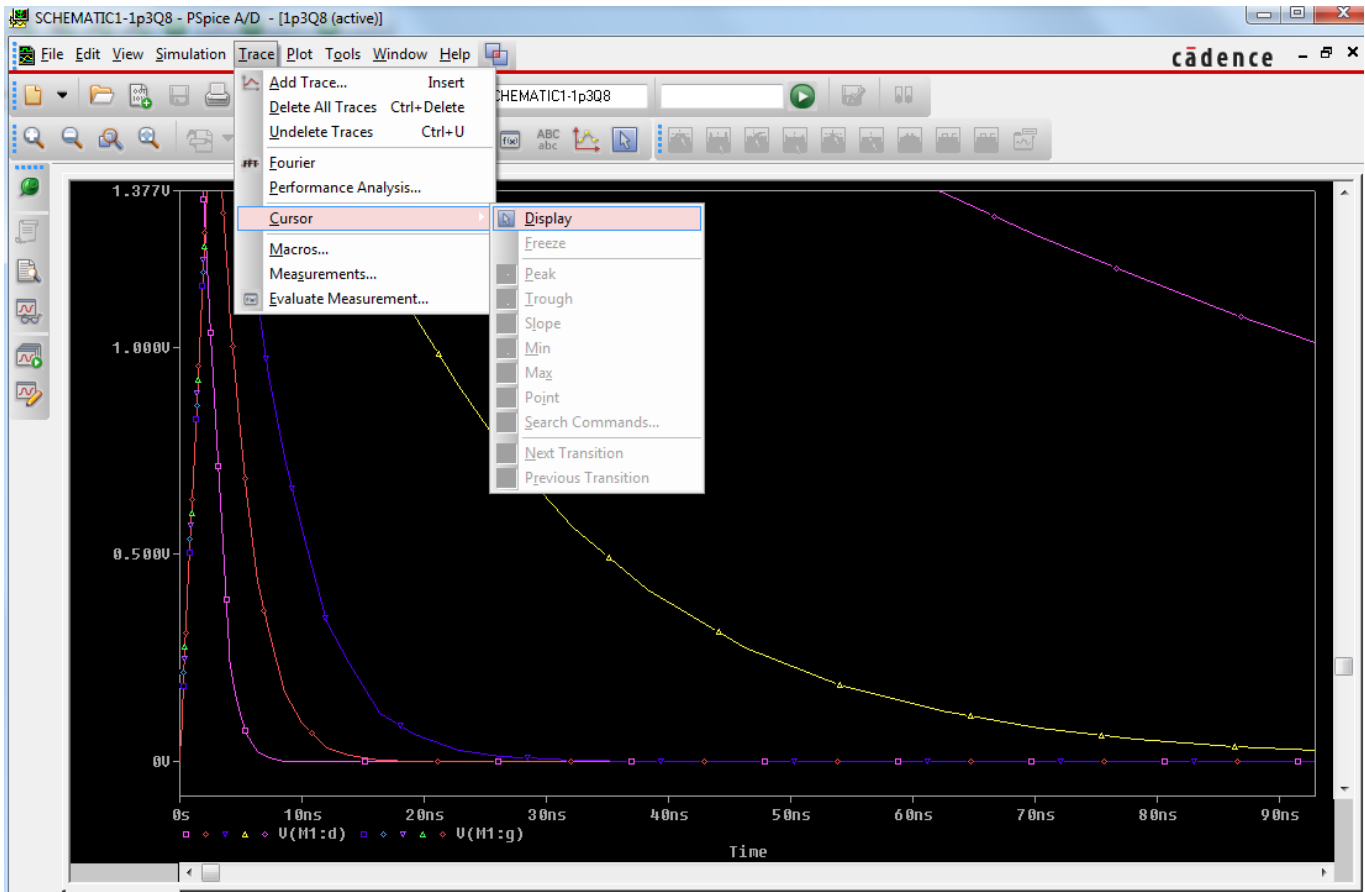 SCHEMATIC1-1p3Q8 - PSpice A/D - [1p3Q8 (active)]
File Edit View Simulation Trace Plot Tools Window Help
cādence
Add Trace... Insert
Delete All Traces Ctrl+Delete
Undelete Traces Ctrl+U
Fourier
Performance Analysis...
Cursor
Macros...
Measurements...
Evaluate Measurement...
CHEMATIC1-1p3Q8
ABC
abc
Display
Freeze
Peak
Trough
Slope
Min
Max
Point
Search Commands...
Next Transition
Previous Transition
1.377V
1.000V
0.500V
0V
0s 10ns 20ns 30ns 40ns 50ns 60ns 70ns 80ns 90ns
V(M1:d) V(M1:g)
Time